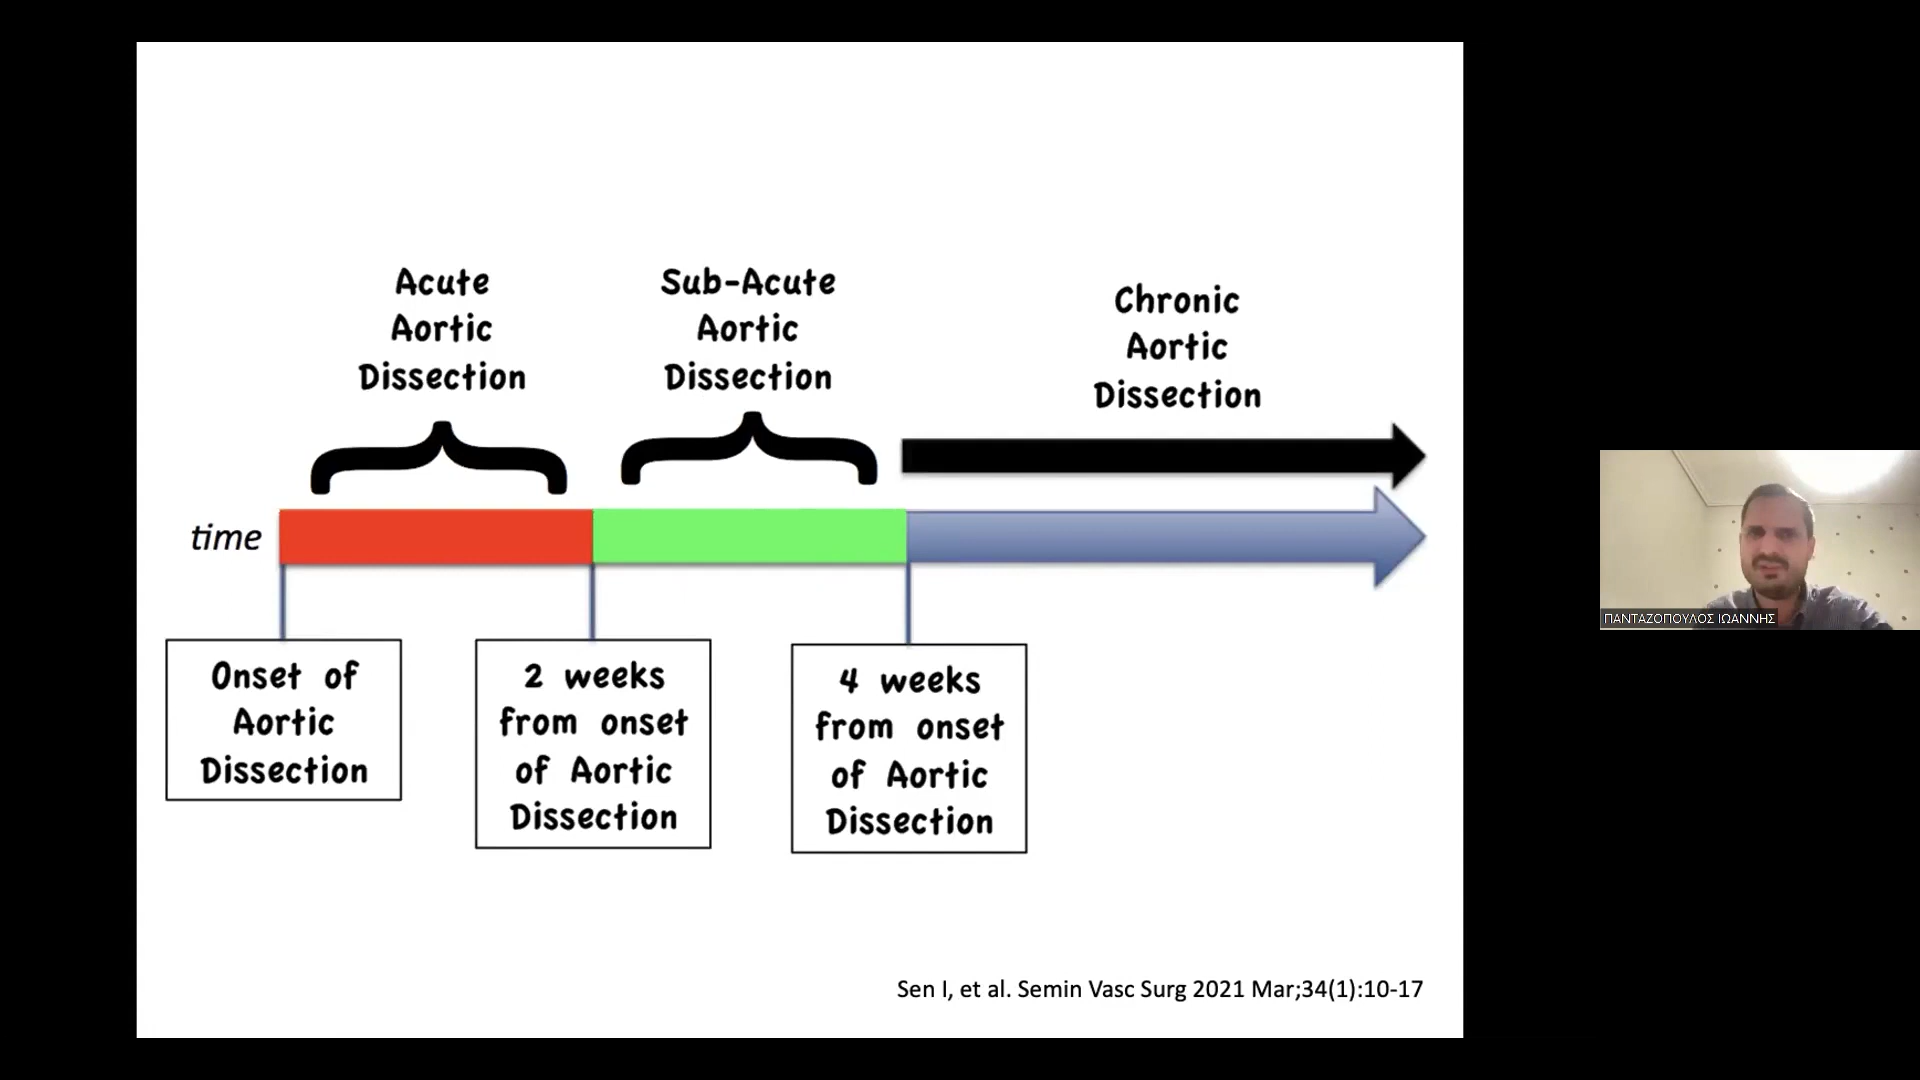 Acute
Aortic
Dissection
Sub-Acute
Aortic
Dissection
Chronic
Aortic
Dissection
time
Onset of
Aortic
Dissection
2 weeks
from onset
of Aortic
Dissection
4 weeks
from onset
of Aortic
Dissection
Sen I, et al. Semin Vasc Surg 2021 Mar;34(1):10-17
ΠΑΝΤΑΖΟΠΟΥΛΟΣ ΙΩΑΝΝΗΣ